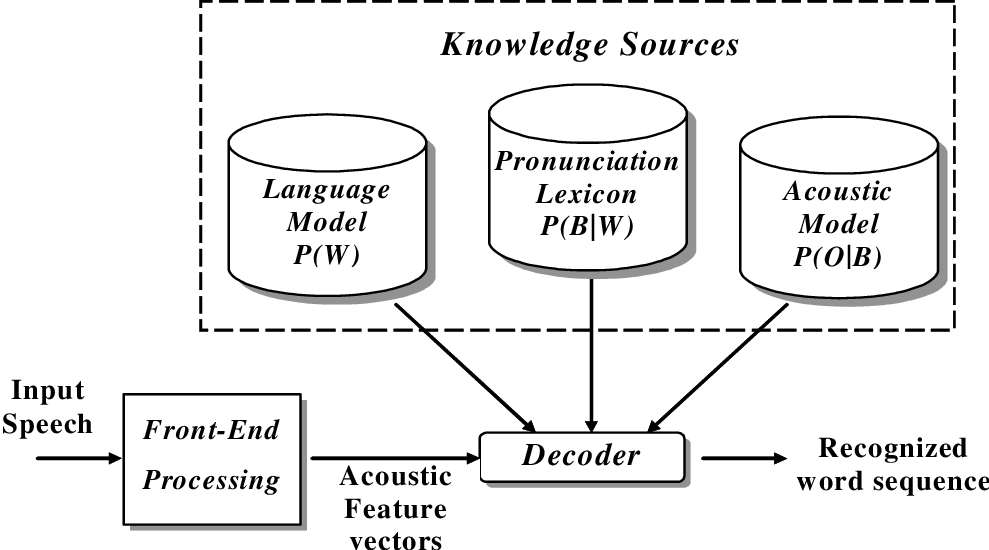 Knowledge Sources
Language
Model
P(W)
Pronunciation
Lexicon
P(B|W)
Acoustic
Model
P(O|B)
Input
Speech
Front-End
Processing
Acoustic
Feature
vectors
Decoder
Recognized
word sequence